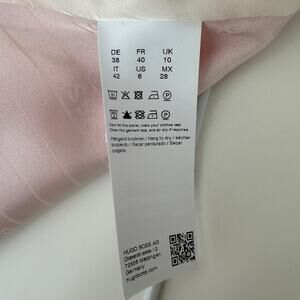 DE FR UK
38 40 10
IT US MX
42 6 28
Care for the planet, make your clothes last.
Clean this garment less, and air dry if required.
Hängend trocknen / Hang to dry / sécher
suspendu / Secar pendurado / Secar
colgado
HUGO BOSS AG
Dieselstrasse 12
72555 Metzingen
Germany
hugoboss.com